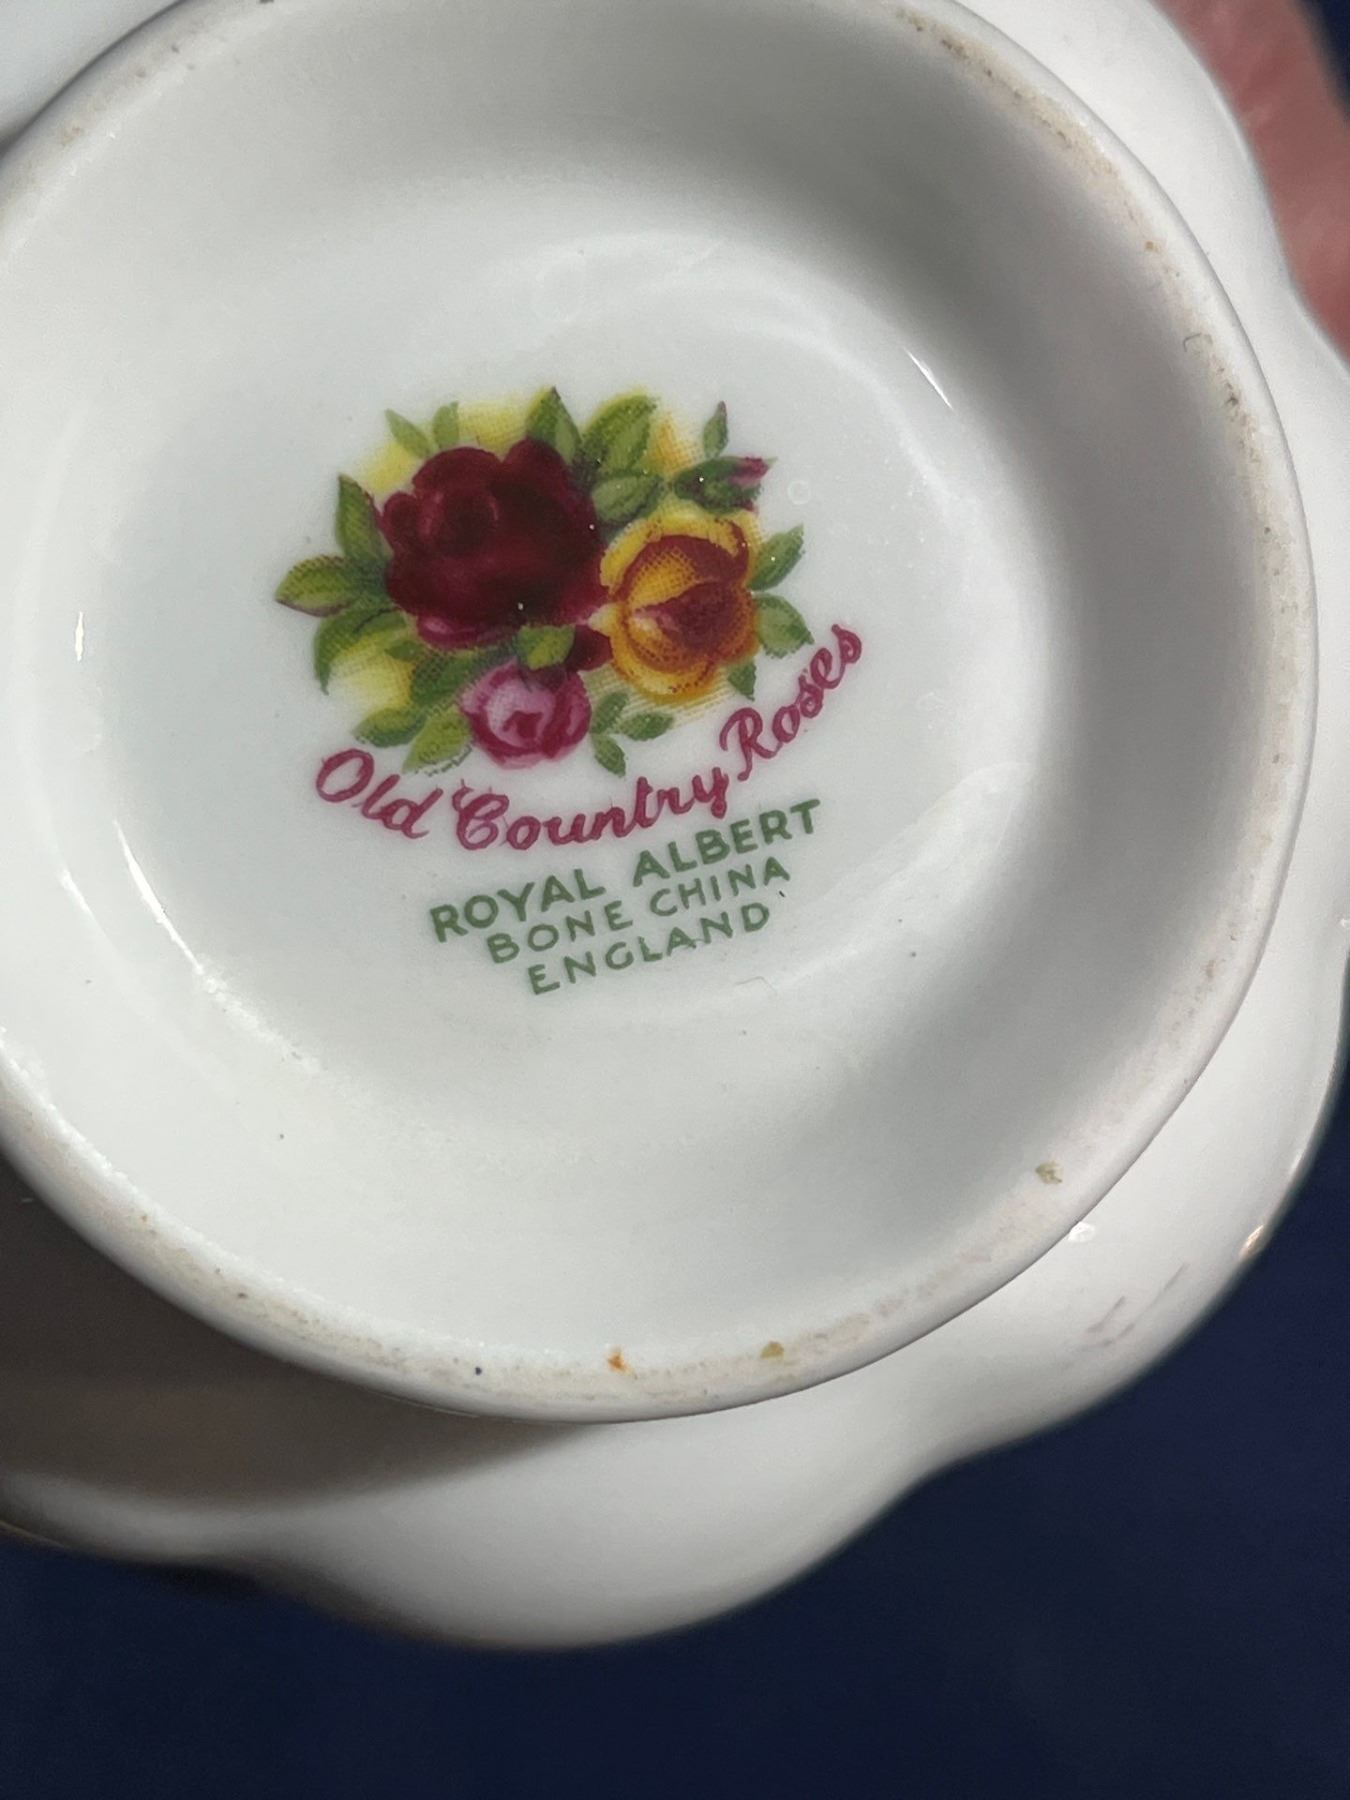 Old Country Roses
ROYAL ALBERT
BONE CHINA
ENGLAND